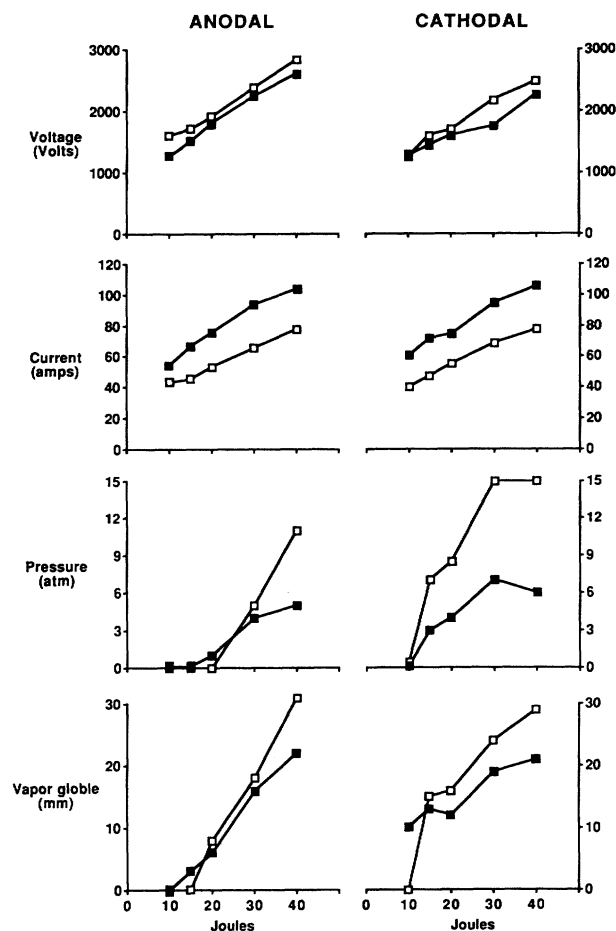 ANODAL CATHODAL
3000 3000
Voltage
(Volts)
2000 2000
1000 1000
0 0
120 120
100 100
80 80
Current
(amps)
60 60
40 40
20 20
0 0
15 15
12 12
9 9
Pressure
(atm)
6 6
3 3
0 0
30 30
20 20
Vapor globle
(mm)
10 10
0 0
0 10 20 30 40 0 10 20 30 40
Joules Joules